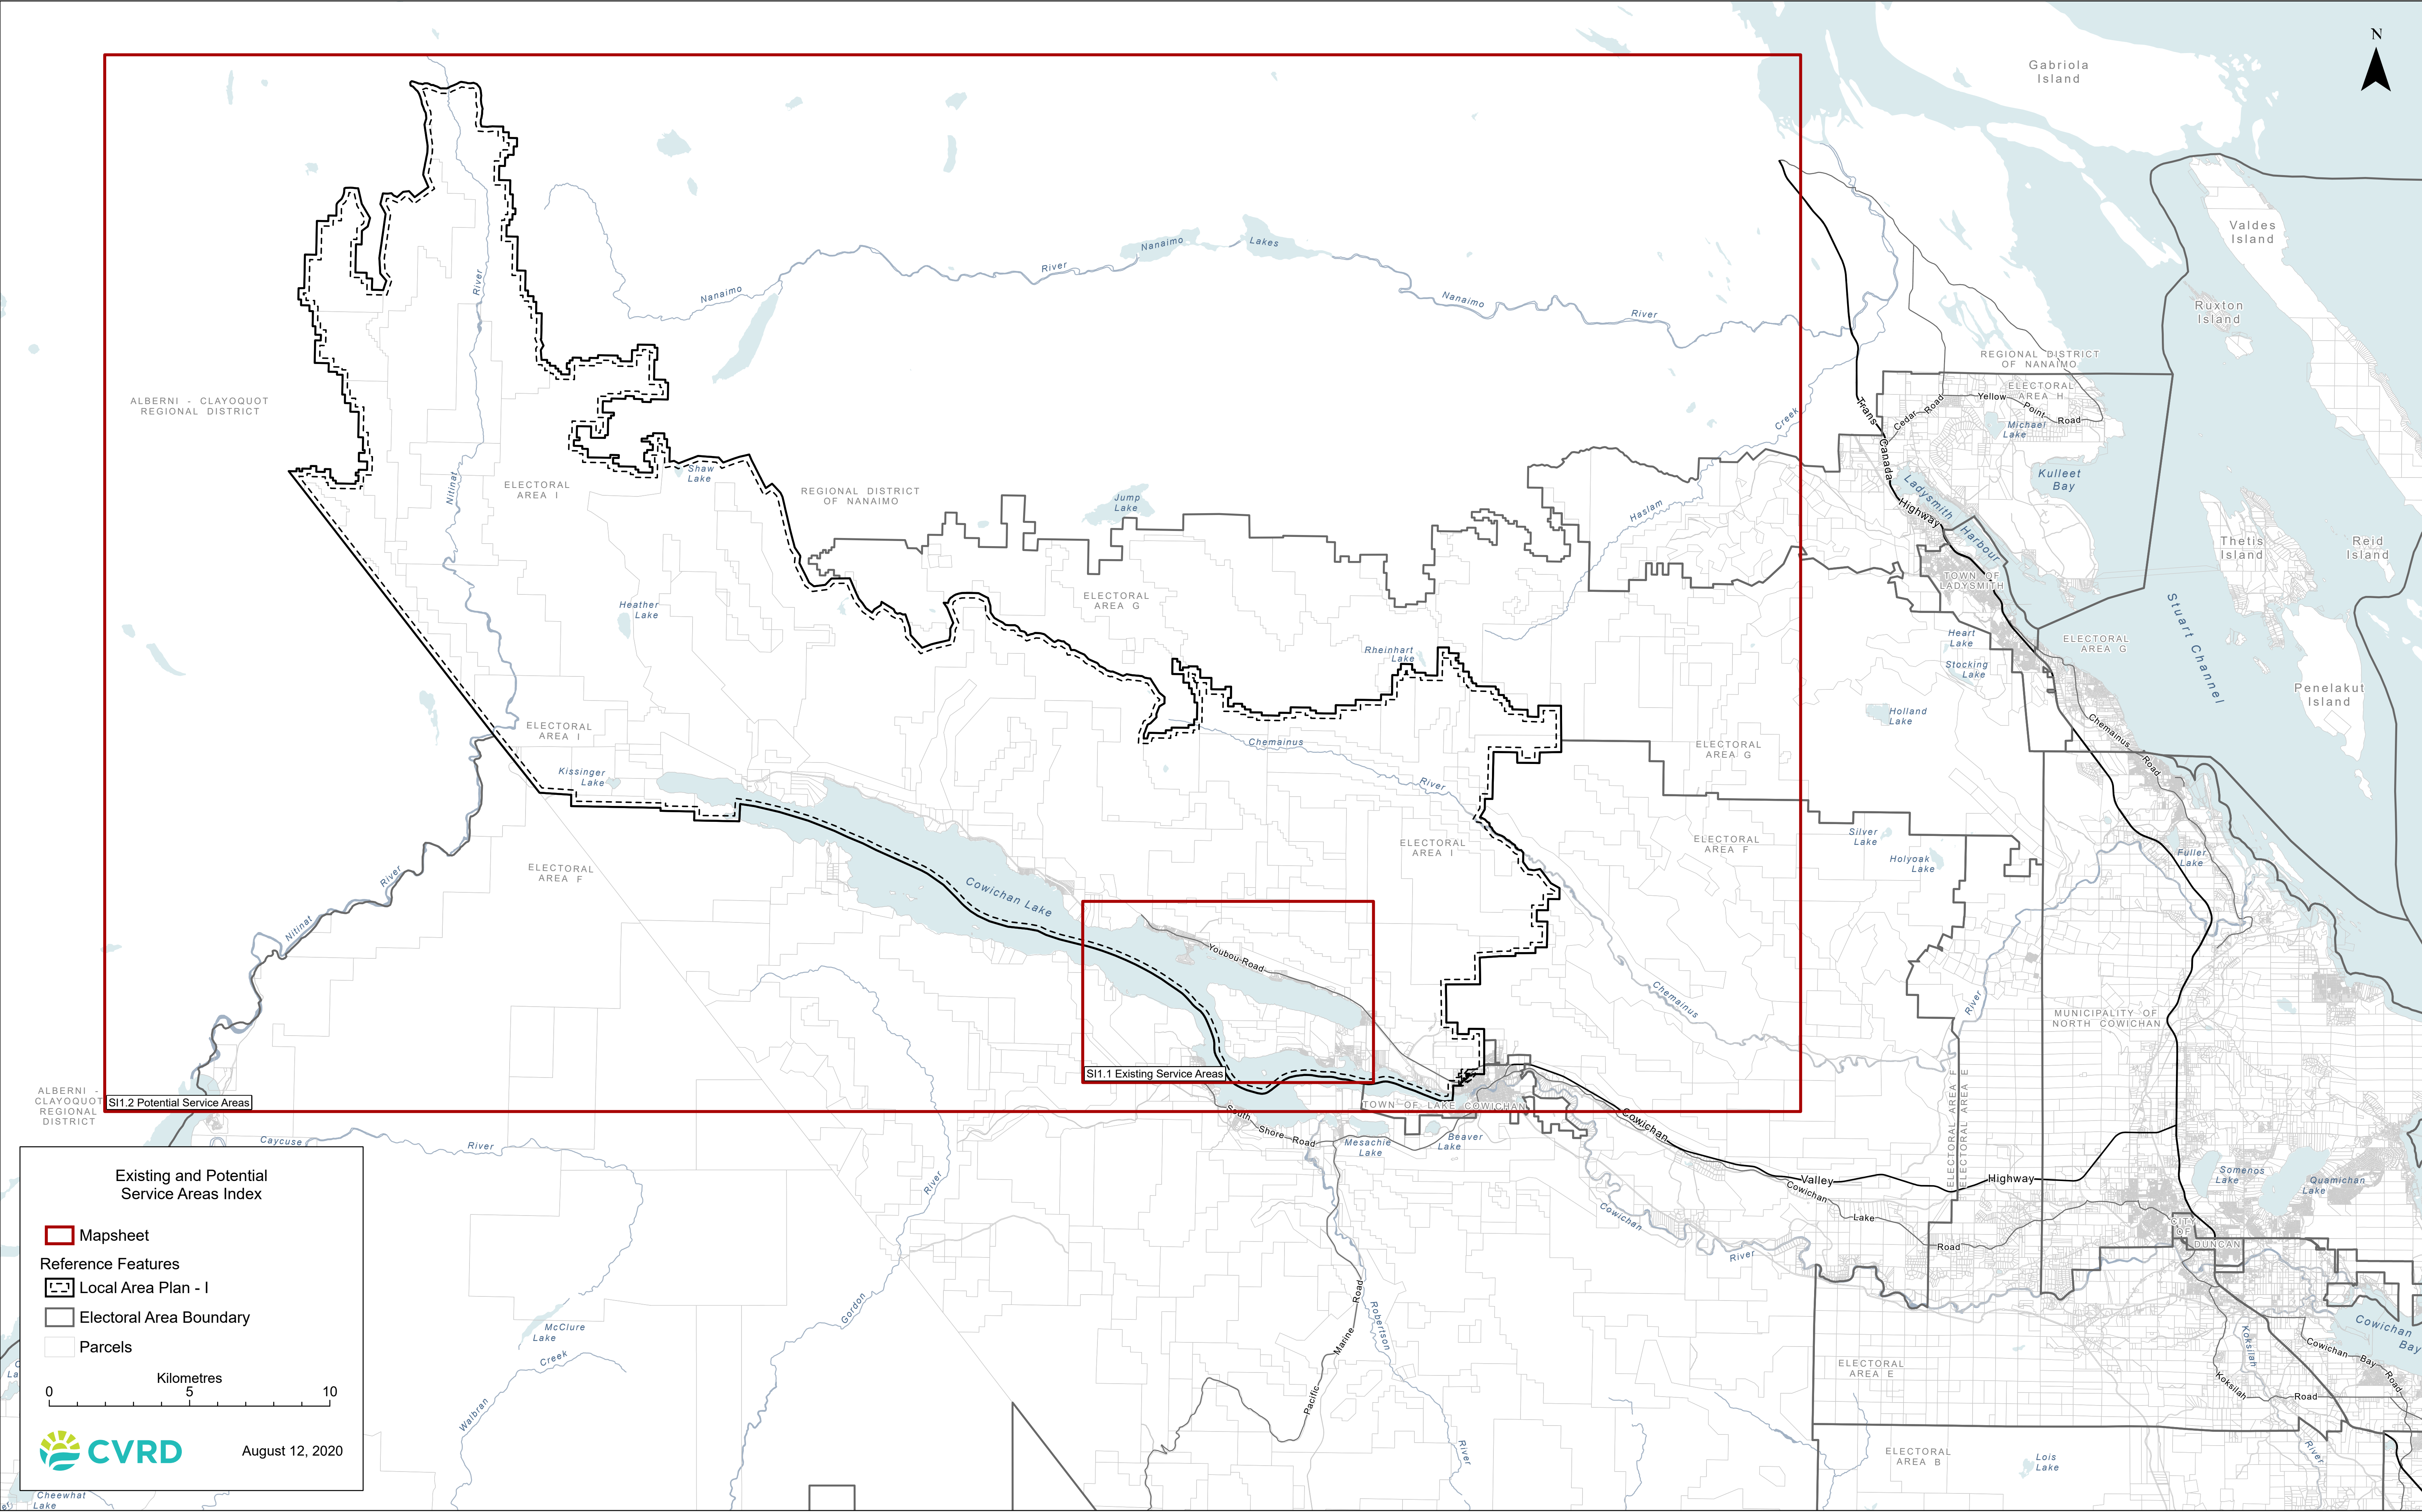 N
Gabriola
Island
Valdes
Island
Ruxton
Island
Nanaimo
Lakes
River
River
Nanaimo
Nanaimo
River
REGIONAL DISTRICT
OF NANAIMO
ELECTORAL
AREA H
Yellow
Point
Road
Cedar
Road
Michael
Lake
Trans
Canada
Highway
Creek
Haslam
Kulleet
Bay
Ladysmith
Harbour
ALBERNI - CLAYOQUOT
REGIONAL DISTRICT
Shaw
Lake
ELECTORAL
AREA I
Nitinat
REGIONAL DISTRICT
OF NANAIMO
Jump
Lake
Thetis
Island
Reid
Island
TOWN OF
LADYSMITH
Heather
Lake
ELECTORAL
AREA G
Stuart Channel
Heart
Lake
ELECTORAL
AREA G
Rheinhart
Lake
Stocking
Lake
Penelakut
Island
Holland
Lake
ELECTORAL
AREA I
Chemainus
River
ELECTORAL
AREA G
Chemainus
Road
Kissinger
Lake
ELECTORAL
AREA I
ELECTORAL
AREA F
Silver
Lake
Holyoak
Lake
Fuller
Lake
River
Nitinat
ELECTORAL
AREA F
Cowichan Lake
Youbou Road
Chemainus
River
MUNICIPALITY OF
NORTH COWICHAN
SI1.1 Existing Service Areas
SI1.2 Potential Service Areas
ALBERNI -
CLAYOQUOT
REGIONAL
DISTRICT
TOWN OF LAKE COWICHAN
South
Shore
Road
Mesachie
Lake
Beaver
Lake
Cowichan
Valley
Highway
ELECTORAL AREA F
ELECTORAL AREA E
Caycuse
River
River
Gordon
Cowichan
Lake
Road
Cowichan
River
Somenos
Lake
Quamichan
Lake
CITY
OF
DUNCAN
Existing and Potential
Service Areas Index
Mapsheet
Reference Features
Local Area Plan - I
Electoral Area Boundary
Parcels
Kilometres
0 5 10
CVRD
August 12, 2020
McClure
Lake
Creek
Walbran
Road
Marine
Pacific
Robertson
River
ELECTORAL
AREA E
Koksilah
Koksilah
Road
River
Cowichan
Bay
Cowichan
Bay
Road
ELECTORAL
AREA B
Lois
Lake
Cheewhat
Lake